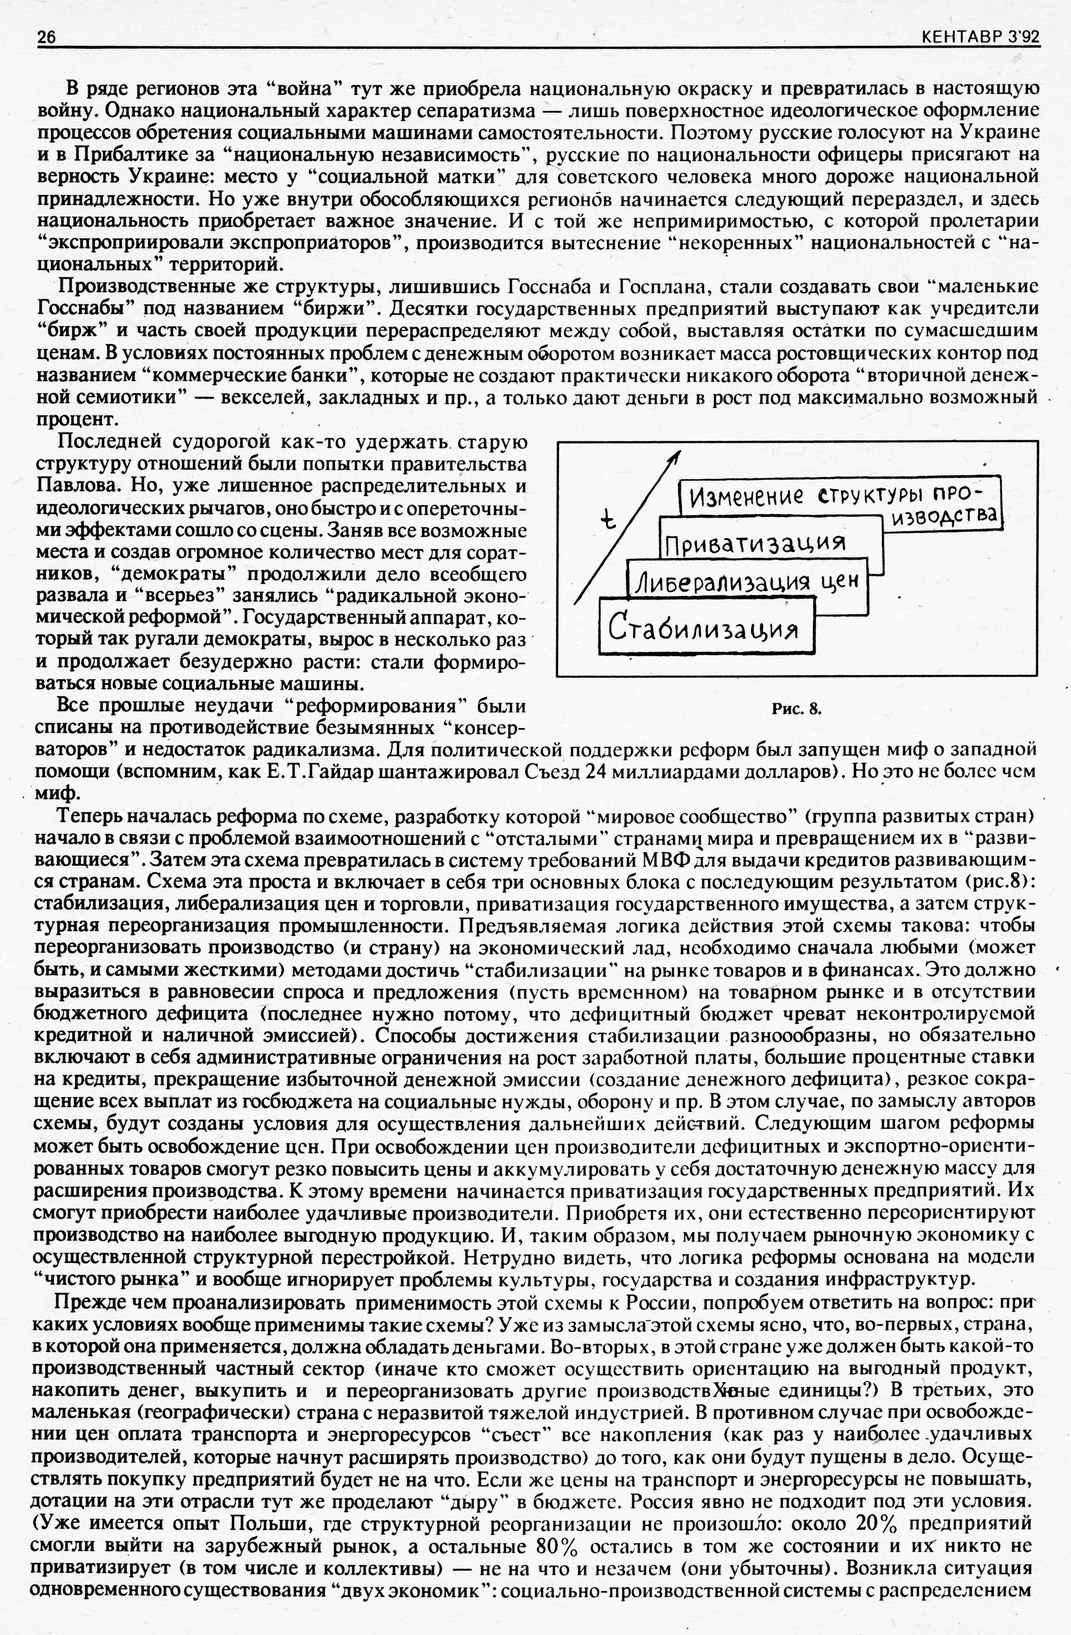 26
КЕНТАВР 3'92
В ряде регионов эта “война” тут же приобрела национальную окраску и превратилась в настоящую
войну. Однако национальный характер сепаратизма — лишь поверхностное идеологическое оформление
процессов обретения социальными машинами самостоятельности. Поэтому русские голосуют на Украине
и в Прибалтике за “национальную независимость”, русские по национальности офицеры присягают на
верность Украине: место у “социальной матки” для советского человека много дороже национальной
принадлежности. Но уже внутри обособляющихся регионов начинается следующий перераздел, и здесь
национальность приобретает важное значение. И с той же непримиримостью, с которой пролетарии
“экспроприировали экспроприаторов”, производится вытеснение “некоренных” национальностей с “на-
циональных” территорий.
Производственные же структуры, лишившись Госснаба и Госплана, стали создавать свои “маленькие
Госснабы” под названием “биржи”. Десятки государственных предприятий выступают как учредители
“бирж” и часть своей продукции перераспределяют между собой, выставляя остатки по сумасшедшим
ценам. В условиях постоянных проблем с денежным оборотом возникает масса ростовщических контор под
названием “коммерческие банки”, которые не создают практически никакого оборота “вторичной денеж-
ной семиотики” — векселей, закладных и пр., а только дают деньги в рост под максимально возможный
процент.
Последней судорогой как-то удержать старую
структуру отношений были попытки правительства
Павлова. Но, уже лишенное распределительных и
идеологических рычагов, оно быстро и с опереточны-
ми эффектами сошло со сцены. Заняв все возможные
места и создав огромное количество мест для сорат-
ников, “демократы” продолжили дело всеобщего
развала и “всерьез” занялись “радикальной эконо-
мической реформой”. Государственный аппарат, ко-
торый так ругали демократы, вырос в несколько раз
и продолжает безудержно расти: стали формиро-
ваться новые социальные машины.
Все прошлые неудачи “реформирования” были
списаны на противодействие безымянных “консер-
t
Изменение структуры про-
изводства
Приватизация
Либерализация цен
Стабилизация
Рис. 8.
ваторов” и недостаток радикализма. Для политической поддержки реформ был запущен миф о западной
помощи (вспомним, как Е.Т.Гайдар шантажировал Съезд 24 миллиардами долларов). Но это не более чем
миф.
Теперь началась реформа по схеме, разработку которой “мировое сообщество” (группа развитых стран)
начало в связи с проблемой взаимоотношений с “отсталыми” странами мира и превращением их в “разви-
вающиеся”. Затем эта схема превратилась в систему требований МВФ для выдачи кредитов развивающим-
ся странам. Схема эта проста и включает в себя три основных блока с последующим результатом (рис.8):
стабилизация, либерализация цен и торговли, приватизация государственного имущества, а затем струк-
турная переорганизация промышленности. Предъявляемая логика действия этой схемы такова: чтобы
переорганизовать производство (и страну) на экономический лад, необходимо сначала любыми (может
быть, и самыми жесткими) методами достичь “стабилизации” на рынке товаров и в финансах. Это должно
выразиться в равновесии спроса и предложения (пусть временном) на товарном рынке и в отсутствии
бюджетного дефицита (последнее нужно потому, что дефицитный бюджет чреват неконтролируемой
кредитной и наличной эмиссией). Способы достижения стабилизации разноообразны, но обязательно
включают в себя административные ограничения на рост заработной платы, большие процентные ставки
на кредиты, прекращение избыточной денежной эмиссии (создание денежного дефицита), резкое сокра-
щение всех выплат из госбюджета на социальные нужды, оборону и пр. В этом случае, по замыслу авторов
схемы, будут созданы условия для осуществления дальнейших действий. Следующим шагом реформы
может быть освобождение цен. При освобождении цен производители дефицитных и экспортно-ориенти-
рованных товаров смогут резко повысить цены и аккумулировать у себя достаточную денежную массу для
расширения производства. К этому времени начинается приватизация государственных предприятий. Их
смогут приобрести наиболее удачливые производители. Приобретя их, они естественно переориентируют
производство на наиболее выгодную продукцию. И, таким образом, мы получаем рыночную экономику с
осуществленной структурной перестройкой. Нетрудно видеть, что логика реформы основана на модели
“чистого рынка” и вообще игнорирует проблемы культуры, государства и создания инфраструктур.
Прежде чем проанализировать применимость этой схемы к России, попробуем ответить на вопрос: при
каких условиях вообще применимы такие схемы? Уже из замысла этой схемы ясно, что, во-первых, страна,
в которой она применяется, должна обладать деньгами. Во-вторых, в этой стране уже должен быть какой-то
производственный частный сектор (иначе кто сможет осуществить ориентацию на выгодный продукт,
накопить денег, выкупить и и переорганизовать другие производственные единицы?) В третьих, это
маленькая (географически) страна с неразвитой тяжелой индустрией. В противном случае при освобожде-
нии цен оплата транспорта и энергоресурсов “съест” все накопления (как раз у наиболее удачливых
производителей, которые начнут расширять производство) до того, как они будут пущены в дело. Осуще-
ствлять покупку предприятий будет не на что. Если же цены на транспорт и энергоресурсы не повышать,
дотации на эти отрасли тут же проделают “дыру” в бюджете. Россия явно не подходит под эти условия.
(Уже имеется опыт Польши, где структурной реорганизации не произошло: около 20% предприятий
смогли выйти на зарубежный рынок, а остальные 80% остались в том же состоянии и их никто не
приватизирует (в том числе и коллективы) — не на что и незачем (они убыточны). Возникла ситуация
одновременного существования “двух экономик”: социально-производственной системы с распределением